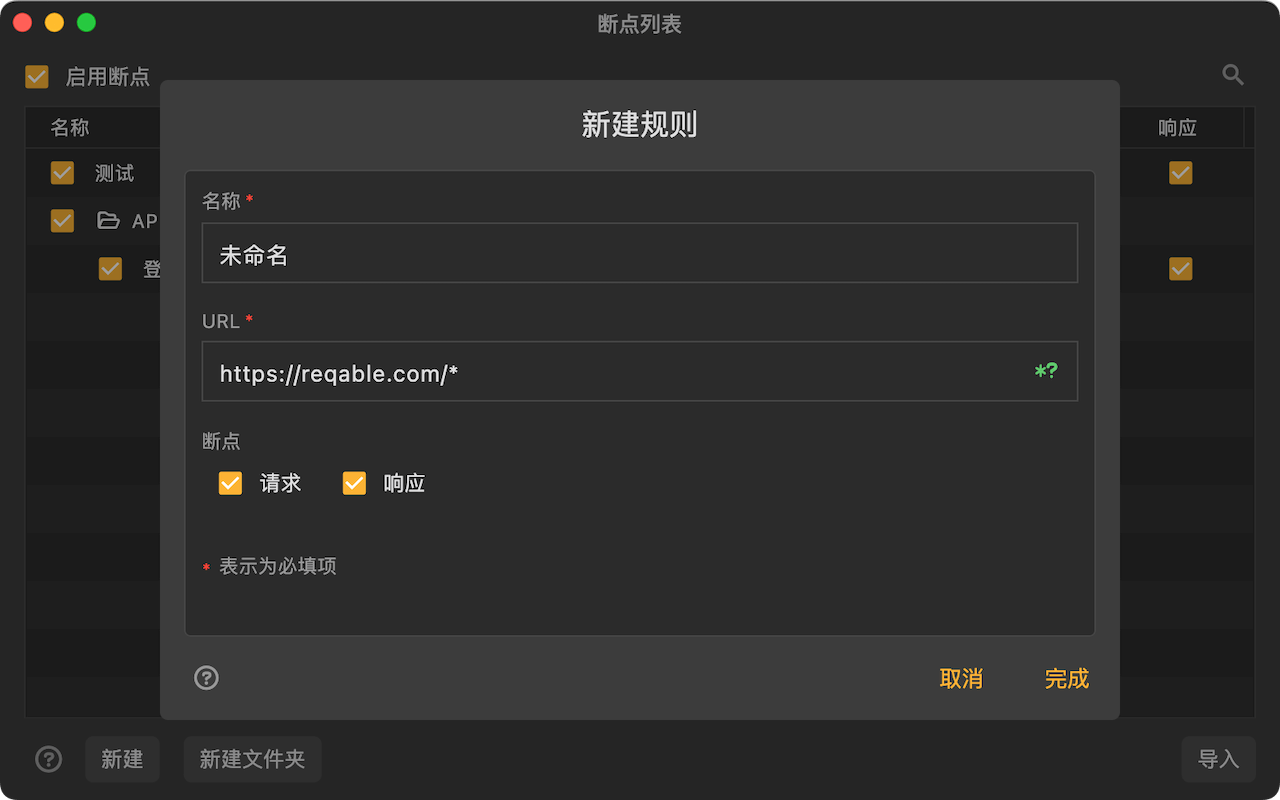 断点列表
启用断点
名称 响应
测试
AP
登
新建规则
名称 *
未命名
URL *
https://reqable.com/* *?
断点
请求 响应
* 表示为必填项
? 取消 完成
? 新建 新建文件夹 导入